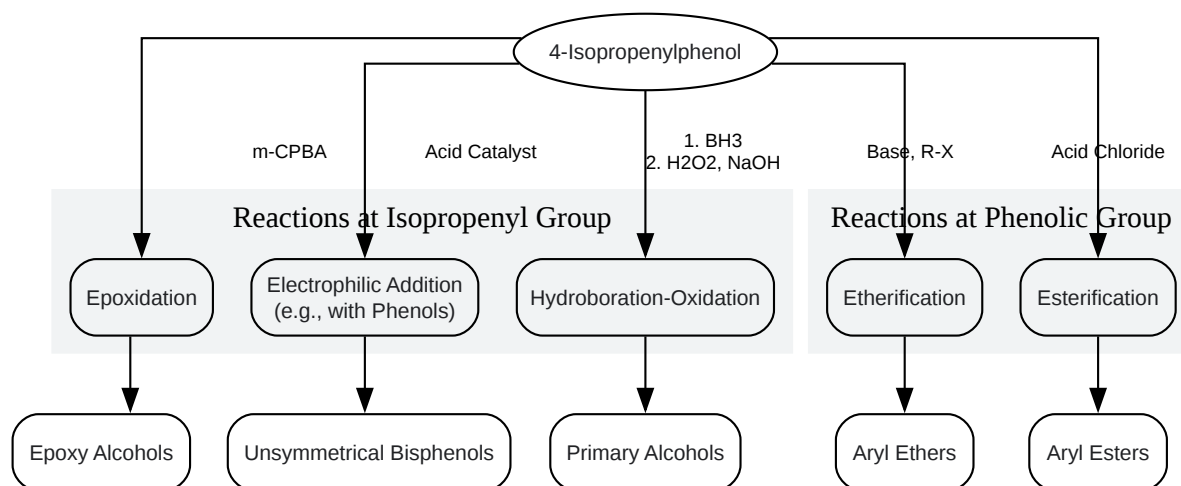 4-Isopropenylphenol
m-CPBA
Acid Catalyst
1. BH3
2. H2O2, NaOH
Base, R-X
Acid Chloride
Reactions at Isopropenyl Group
Reactions at Phenolic Group
Epoxidation
Electrophilic Addition
(e.g., with Phenols)
Hydroboration-Oxidation
Etherification
Esterification
Epoxy Alcohols
Unsymmetrical Bisphenols
Primary Alcohols
Aryl Ethers
Aryl Esters